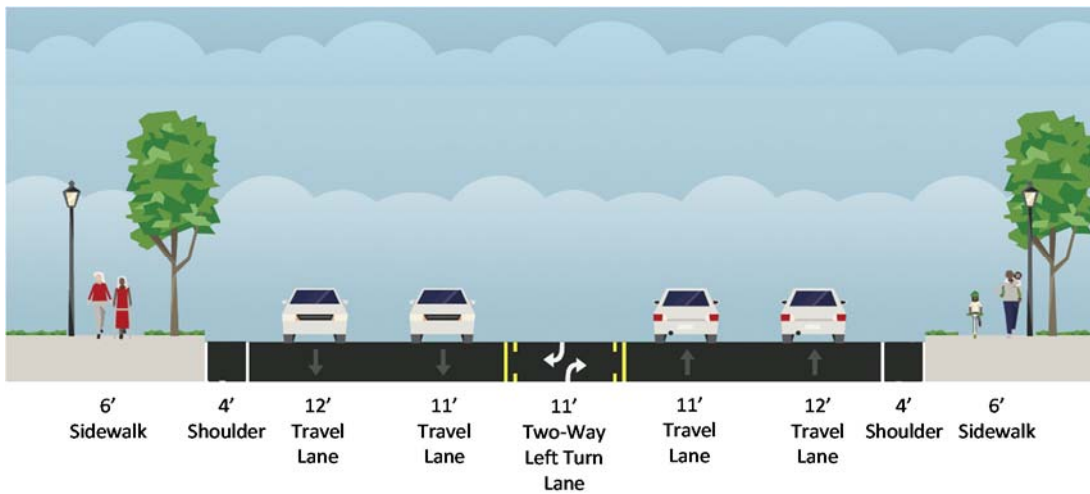 6’
Sidewalk
4’
Shoulder
12’
Travel
Lane
11’
Travel
Lane
11’
Two-Way
Left Turn
Lane
11’
Travel
Lane
12’
Travel
Lane
4’
Shoulder
6’
Sidewalk